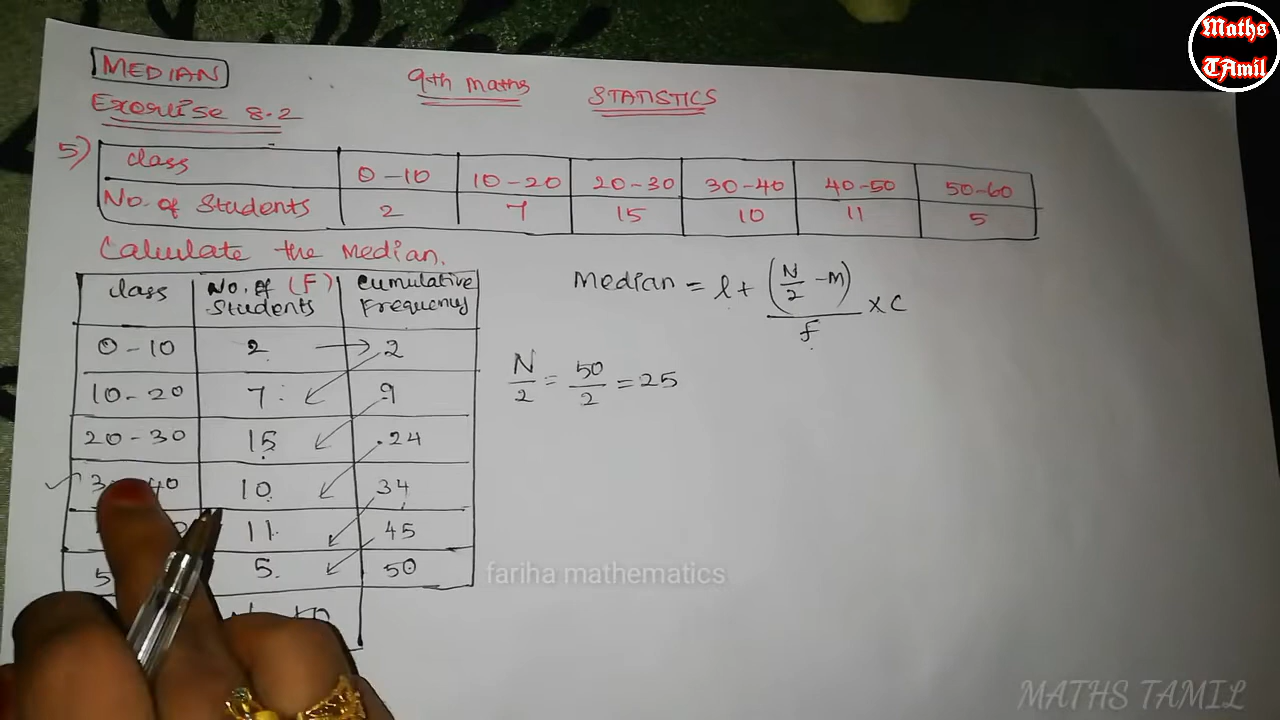 Maths
TAmil
MEDIAN
9th maths
STATISTICS
Exercise 8.2
5)
class 0-10 10-20 20-30 30-40 40-50 50-60
No. of Students 2 7 15 10 11 5
Calculate the Median.
class No. of (F) Students cumulative Frequency
0-10 2 2
10-20 7 9
20-30 15 24
10 34
11 45
5 50
Median = l + (N/2 - m)/f × c
N/2 = 50/2 = 25
fariha mathematics
MATHS TAMIL